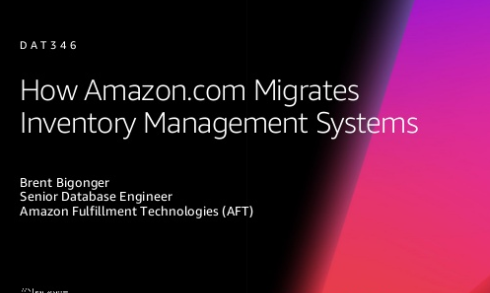 DAT346
How Amazon.com Migrates
Inventory Management Systems
Brent Bigonger
Senior Database Engineer
Amazon Fulfillment Technologies (AFT)